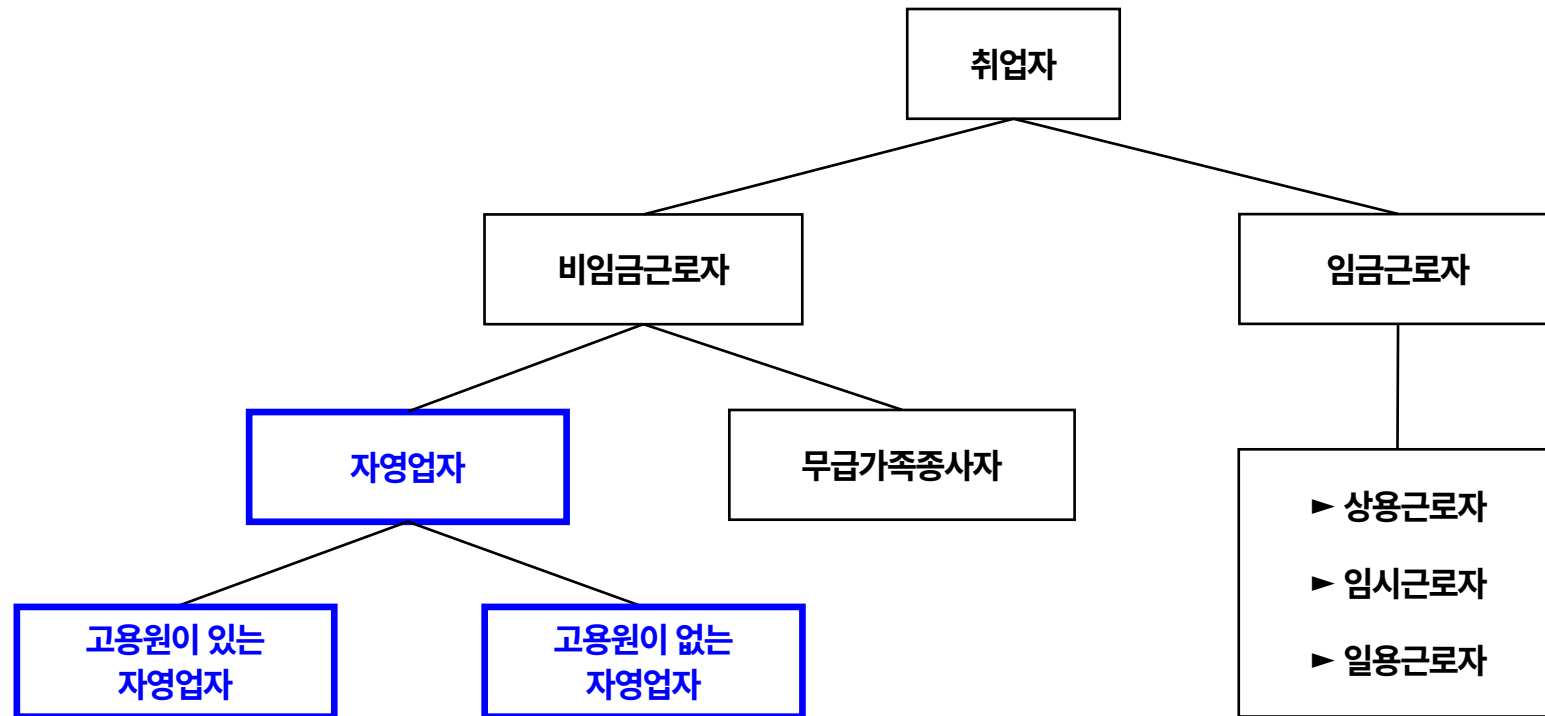 취업자
비임금근로자
임금근로자
자영업자
무급가족종사자
► 상용근로자
► 임시근로자
► 일용근로자
고용원이 있는
자영업자
고용원이 없는
자영업자